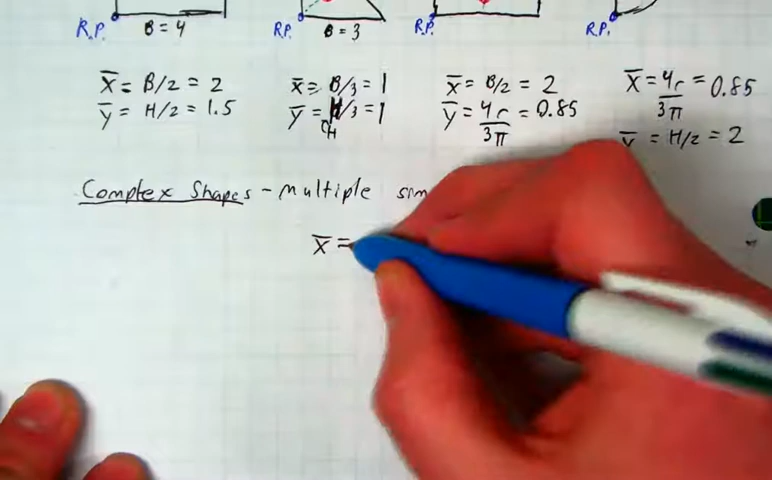 R.P. B = 4 R.P. B = 3 R.P. R.P.
x̄ = B/2 = 2 x̄ = B/3 = 1 x̄ = B/2 = 2 x̄ = 4r/3π = 0.85
ȳ = H/2 = 1.5 ȳ = H/3 = 1 ȳ = 4r/3π = 0.85 ȳ = H/2 = 2
Complex Shapes - multiple
x̄ =